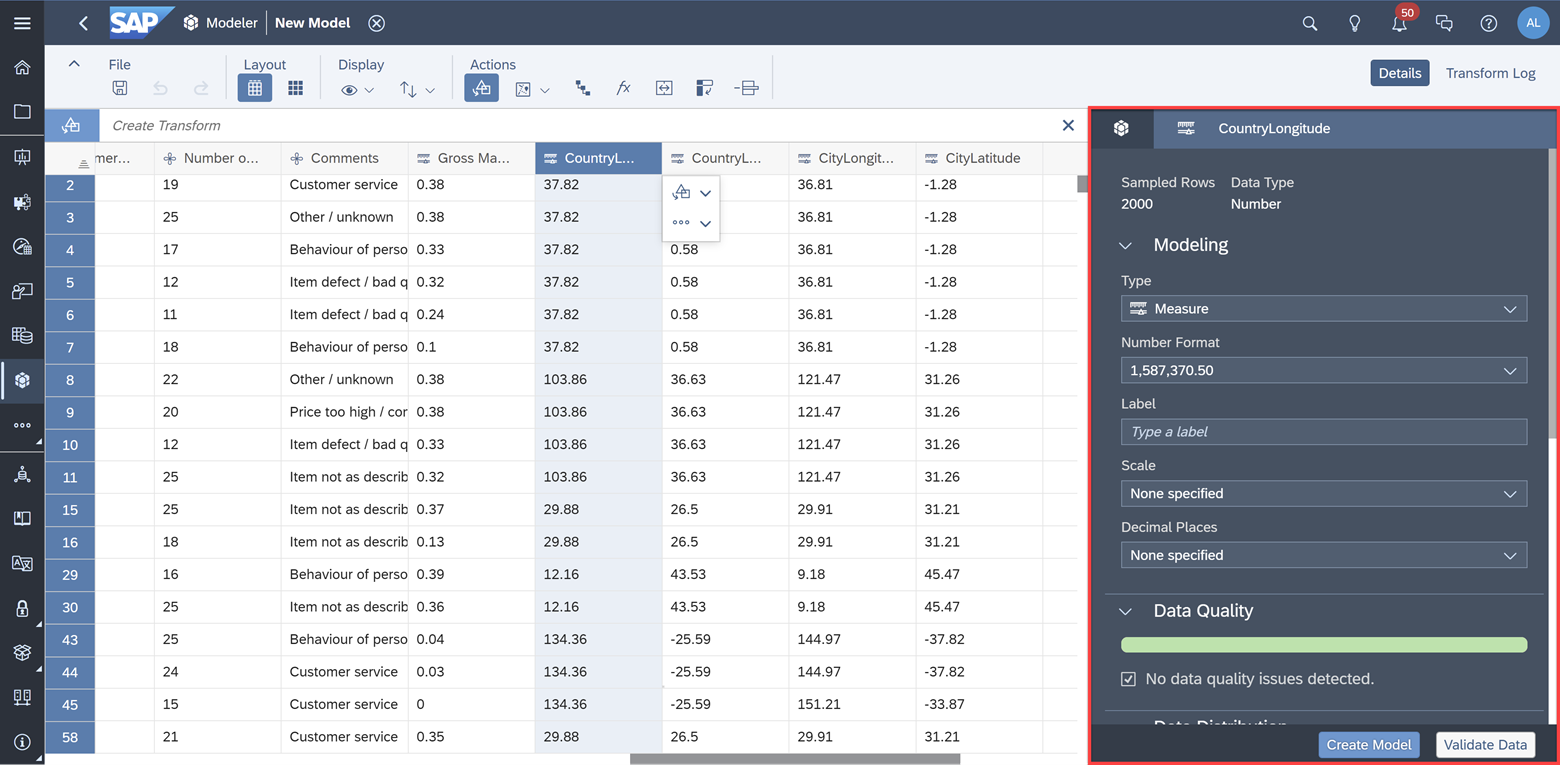 SAP Modeler New Model 50 AL
File Layout Display Actions Details Transform Log
fx
Create Transform
CountryLongitude
mer... Number o... Comments Gross Ma... CountryL... CountryL... CityLongit... CityLatitude
2 19 Customer service 0.38 37.82 36.81 -1.28
3 25 Other / unknown 0.38 37.82 36.81 -1.28
4 17 Behaviour of perso 0.33 37.82 0.58 36.81 -1.28
5 12 Item defect / bad q 0.32 37.82 0.58 36.81 -1.28
6 11 Item defect / bad q 0.24 37.82 0.58 36.81 -1.28
7 18 Behaviour of perso 0.1 37.82 0.58 36.81 -1.28
8 22 Other / unknown 0.38 103.86 36.63 121.47 31.26
9 20 Price too high / cor 0.38 103.86 36.63 121.47 31.26
10 12 Item defect / bad q 0.33 103.86 36.63 121.47 31.26
11 25 Item not as describ 0.32 103.86 36.63 121.47 31.26
15 25 Item not as describ 0.37 29.88 26.5 29.91 31.21
16 18 Item not as describ 0.13 29.88 26.5 29.91 31.21
29 16 Behaviour of perso 0.39 12.16 43.53 9.18 45.47
30 25 Item not as describ 0.36 12.16 43.53 9.18 45.47
43 25 Behaviour of perso 0.04 134.36 -25.59 144.97 -37.82
44 24 Customer service 0.03 134.36 -25.59 144.97 -37.82
45 15 Customer service 0 134.36 -25.59 151.21 -33.87
58 21 Customer service 0.35 29.88 26.5 29.91 31.21
Sampled Rows Data Type
2000 Number
Modeling
Type
Measure
Number Format
1,587,370.50
Label
Type a label
Scale
None specified
Decimal Places
None specified
Data Quality
No data quality issues detected.
Data Distribution
Create Model Validate Data